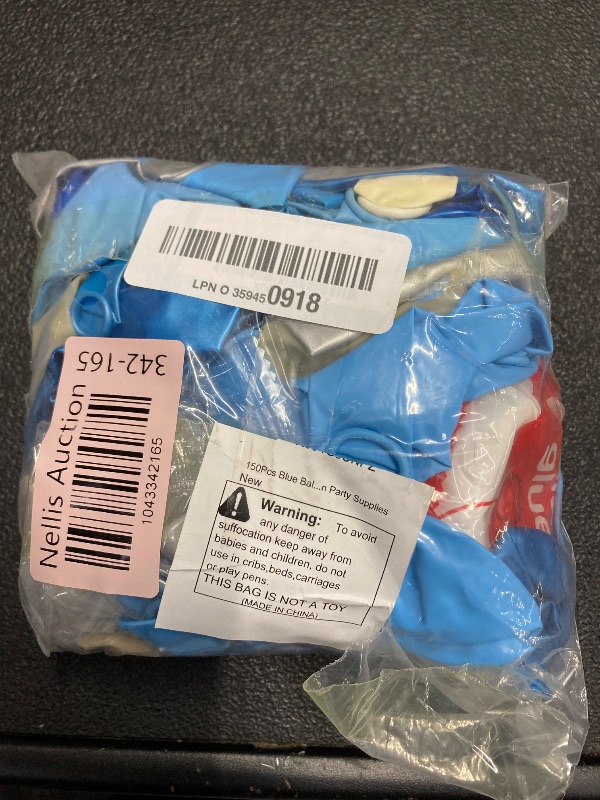 LPN O 359450918
342-165
Nellis Auction
1043342165
150Pcs Blue Bal...n Party Supplies
New
Warning: To avoid
any danger of
suffocation keep away from
babies and children, do not
use in cribs,beds,carriages
or play pens.
THIS BAG IS NOT A TOY
(MADE IN CHINA)